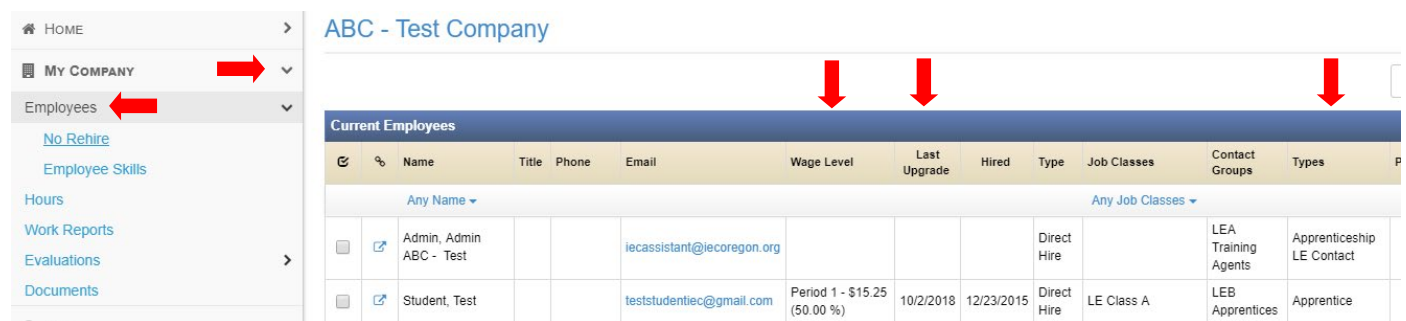 HOME
MY COMPANY
Employees
No Rehire
Employee Skills
Hours
Work Reports
Evaluations
Documents
ABC - Test Company
Current Employees
Name Title Phone Email Wage Level Last Upgrade Hired Type Job Classes Contact Groups Types P
Any Name Any Job Classes
Admin, Admin ABC - Test iecassistant@iecoregon.org Direct Hire LEA Training Agents Apprenticeship LE Contact
Student, Test teststudentiec@gmail.com Period 1 - $15.25 (50.00 %) 10/2/2018 12/23/2015 Direct Hire LE Class A LEB Apprentices Apprentice